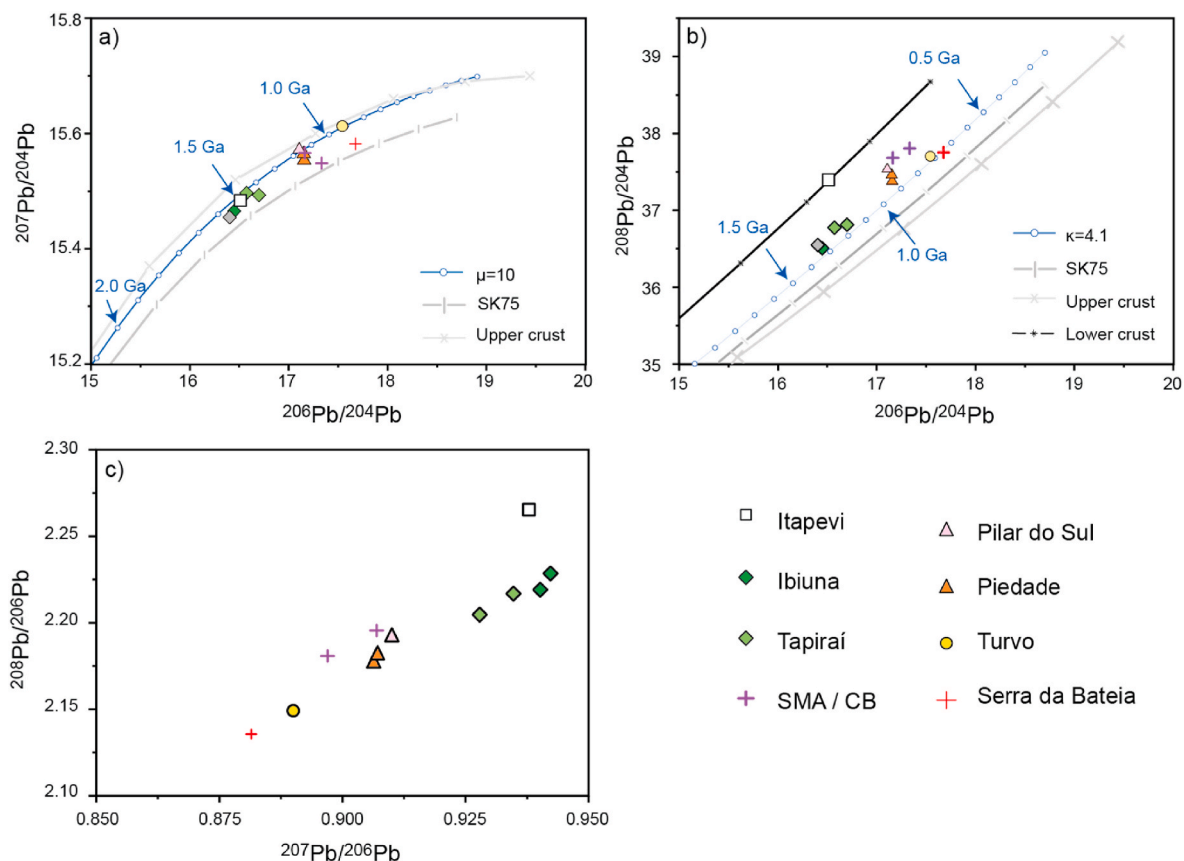 a)
15.8
15.6
15.4
15.2
²⁰⁷Pb/²⁰⁴Pb
1.0 Ga
1.5 Ga
2.0 Ga
μ=10
SK75
Upper crust
15 16 17 18 19 20
²⁰⁶Pb/²⁰⁴Pb
b)
39
38
37
36
35
²⁰⁸Pb/²⁰⁴Pb
0.5 Ga
1.5 Ga
1.0 Ga
κ=4.1
SK75
Upper crust
Lower crust
15 16 17 18 19 20
²⁰⁶Pb/²⁰⁴Pb
c)
2.30
2.25
2.20
2.15
2.10
²⁰⁸Pb/²⁰⁶Pb
0.850 0.875 0.900 0.925 0.950
²⁰⁷Pb/²⁰⁶Pb
Itapevi
Ibiuna
Tapiraí
SMA / CB
Pilar do Sul
Piedade
Turvo
Serra da Bateia